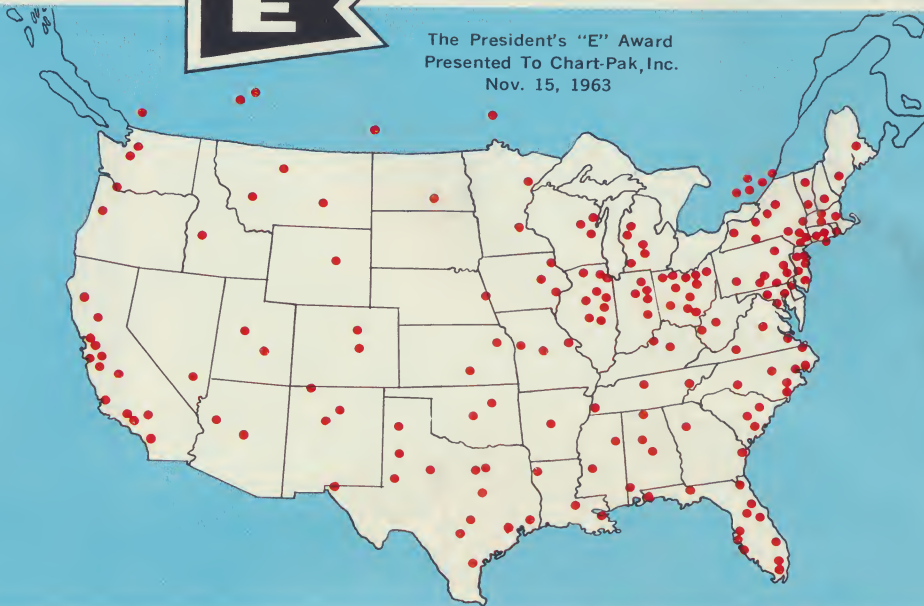 E
The President's "E" Award
Presented To Chart-Pak, Inc.
Nov. 15, 1963